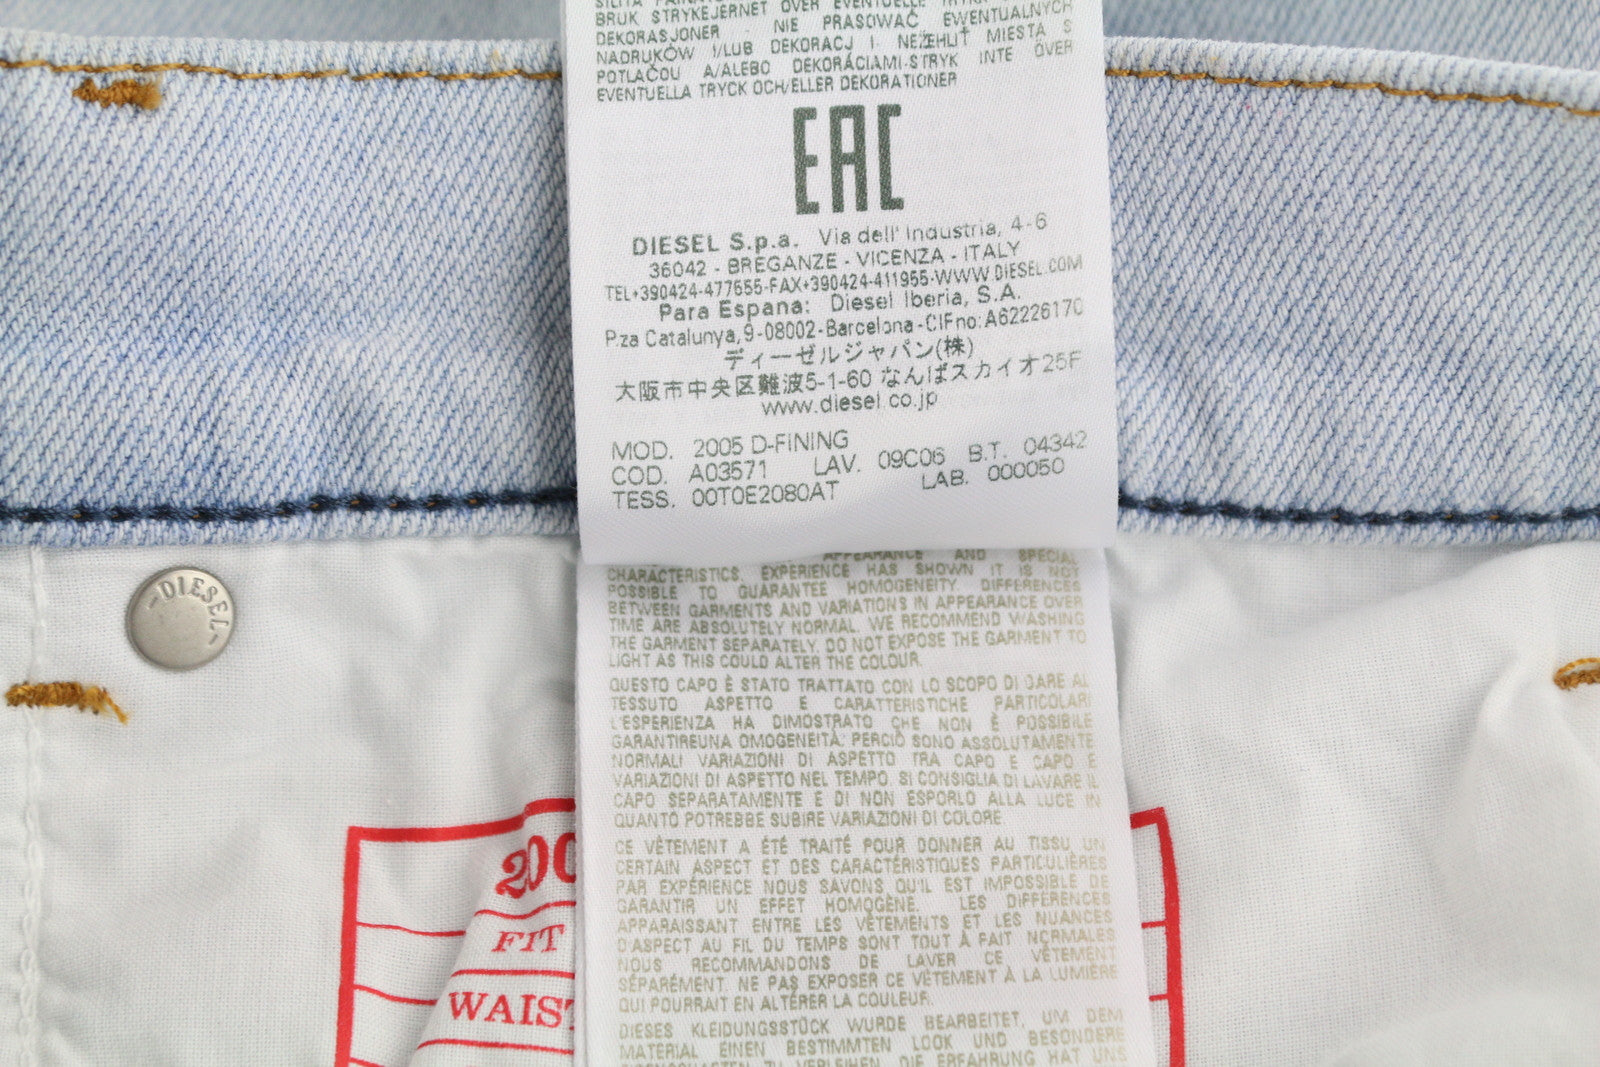 BRUK STRYKEJERNET OVER EVENTUELLE
DEKORASJONER · NIE PRASOWAĆ EWENTUALNYCH
NADRUKÓW I/LUB DEKORACJ I · NEŽEHLIŤ MIESTA S
POTLAČOU A/ALEBO DEKORÁCIAMI·STRYK INTE ÖVER
EVENTUELLA TRYCK OCH/ELLER DEKORATIONER
EAC
DIESEL S.p.a. Via dell' Industria, 4-6
36042 - BREGANZE - VICENZA - ITALY
TEL+390424-477555-FAX+390424-411955-WWW.DIESEL.COM
Para Espana: Diesel Iberia, S.A.
P.za Catalunya,9-08002-Barcelona-CIFno:A62226170
ディーゼルジャパン(株)
大阪市中央区難波5-1-60 なんばスカイオ25F
www.diesel.co.jp
MOD. 2005 D-FINING
COD. A03571 LAV. 09C06 B.T. 04342
TESS. 00T0E2080AT LAB. 000050
APPEARANCE AND SPECIAL
CHARACTERISTICS. EXPERIENCE HAS SHOWN IT IS NOT
POSSIBLE TO GUARANTEE HOMOGENEITY. DIFFERENCES
BETWEEN GARMENTS AND VARIATIONS IN APPEARANCE OVER
TIME ARE ABSOLUTELY NORMAL. WE RECOMMEND WASHING
THE GARMENT SEPARATELY. DO NOT EXPOSE THE GARMENT TO
LIGHT AS THIS COULD ALTER THE COLOUR.
QUESTO CAPO È STATO TRATTATO CON LO SCOPO DI DARE AL
TESSUTO ASPETTO E CARATTERISTICHE PARTICOLARI
L'ESPERIENZA HA DIMOSTRATO CHE NON È POSSIBILE
GARANTIREUNA OMOGENEITÀ. PERCIÒ SONO ASSOLUTAMENTE
NORMALI VARIAZIONI DI ASPETTO TRA CAPO E CAPO E
VARIAZIONI DI ASPETTO NEL TEMPO. SI CONSIGLIA DI LAVARE IL
CAPO SEPARATAMENTE E DI NON ESPORLO ALLA LUCE IN
QUANTO POTREBBE SUBIRE VARIAZIONI DI COLORE.
CE VÊTEMENT A ÉTÉ TRAITÉ POUR DONNER AU TISSU UN
CERTAIN ASPECT ET DES CARACTÉRISTIQUES PARTICULIÈRES
PAR EXPÉRIENCE NOUS SAVONS QU'IL EST IMPOSSIBLE DE
GARANTIR UN EFFET HOMOGÈNE. LES DIFFÉRENCES
APPARAISSANT ENTRE LES VÊTEMENTS ET LES NUANCES
D'ASPECT AU FIL DU TEMPS SONT TOUT À FAIT NORMALES
NOUS RECOMMANDONS DE LAVER CE VÊTEMENT
SÉPARÉMENT. NE PAS EXPOSER CE VÊTEMENT À LA LUMIÈRE
QUI POURRAIT EN ALTÉRER LA COULEUR.
DIESES KLEIDUNGSSTÜCK WURDE BEARBEITET, UM DEM
MATERIAL EINEN BESTIMMTEN LOOK UND BESONDERE
EIGENSCHAFTEN ZU VERLEIHEN. DIE ERFAHRUNG HAT UNS
-DIESEL-
200
FIT
WAIST